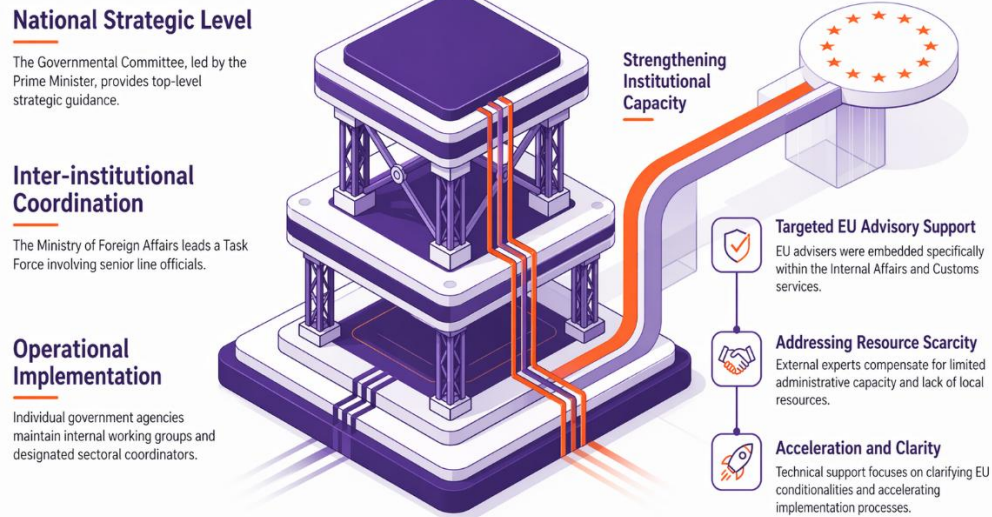 National Strategic Level
The Governmental Committee, led by the
Prime Minister, provides top-level
strategic guidance.
Inter-institutional
Coordination
The Ministry of Foreign Affairs leads a Task
Force involving senior line officials.
Operational
Implementation
Individual government agencies
maintain internal working groups and
designated sectoral coordinators.
Strengthening
Institutional
Capacity
Targeted EU Advisory Support
EU advisers were embedded specifically
within the Internal Affairs and Customs
services.
Addressing Resource Scarcity
External experts compensate for limited
administrative capacity and lack of local
resources.
Acceleration and Clarity
Technical support focuses on clarifying EU
conditionalities and accelerating
implementation processes.